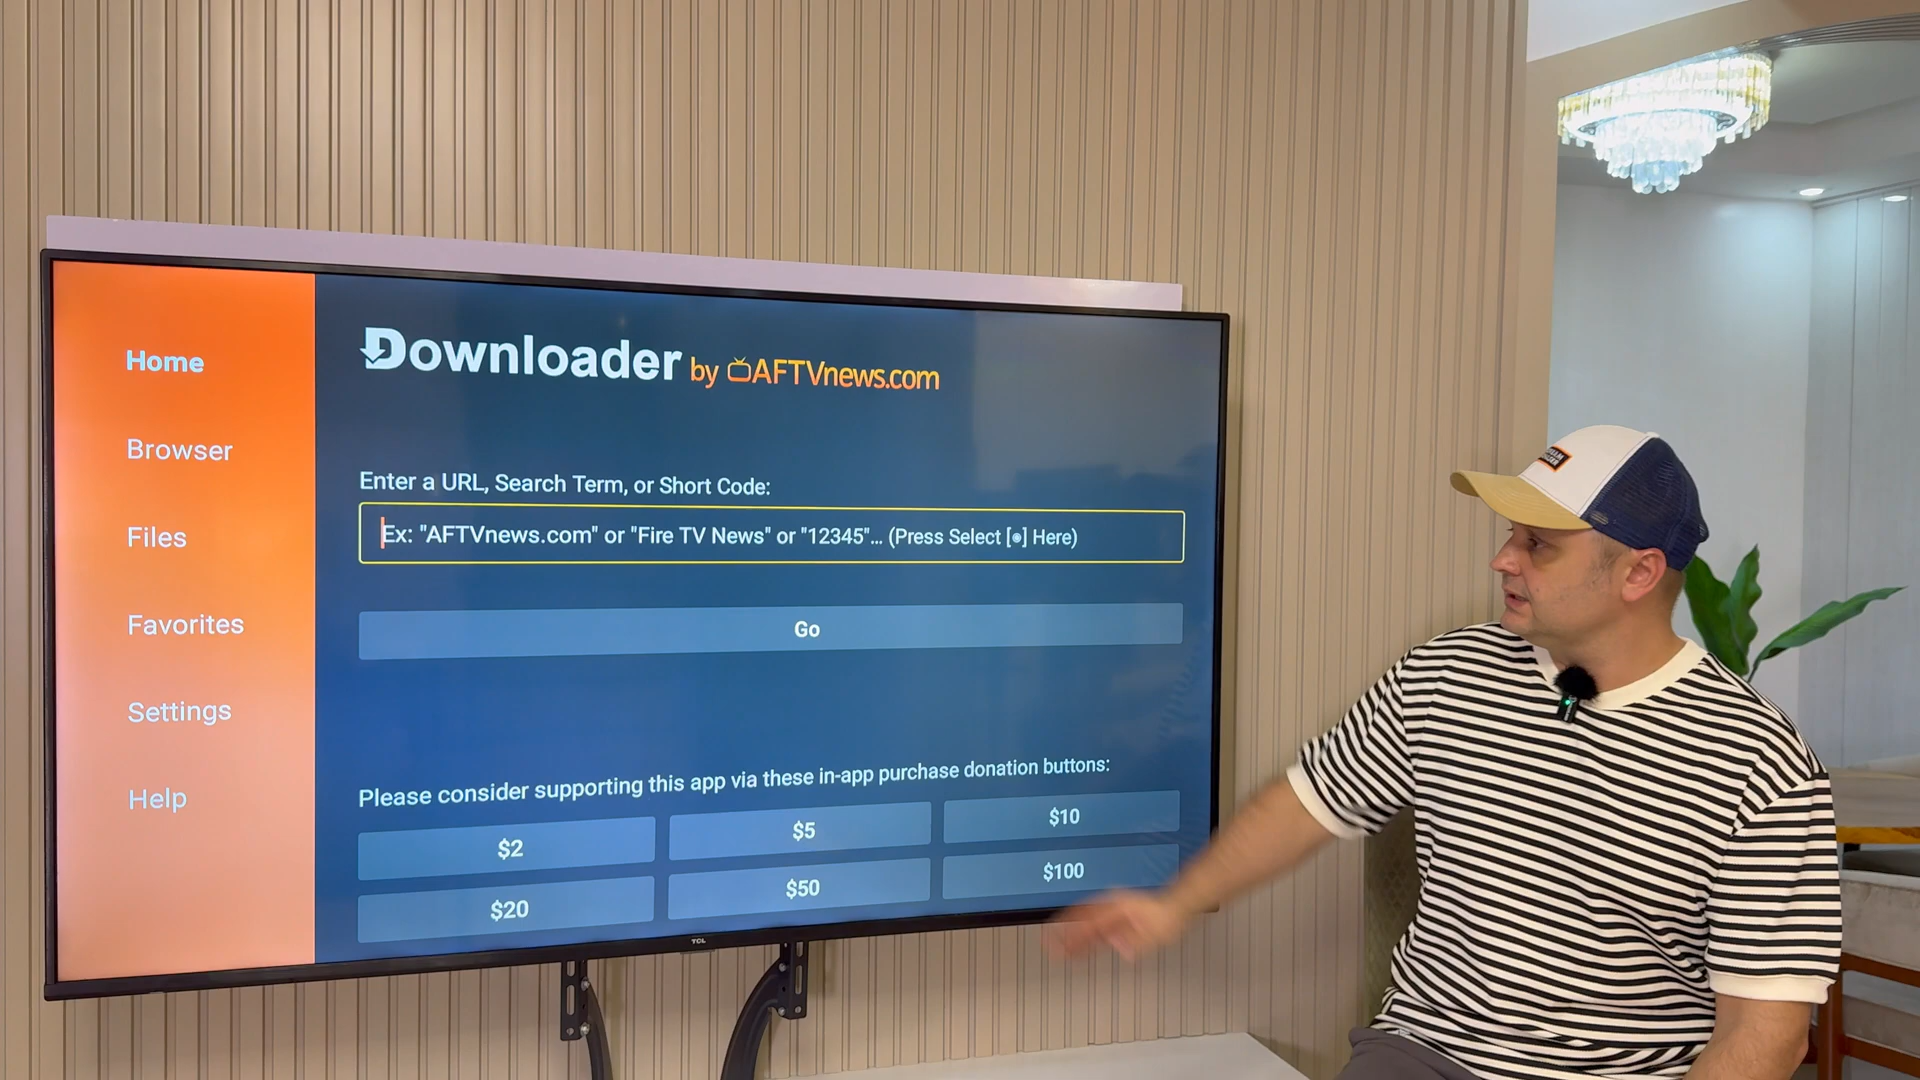 Home
Browser
Files
Favorites
Settings
Help
Downloader by AFTVnews.com
Enter a URL, Search Term, or Short Code:
Ex: "AFTVnews.com" or "Fire TV News" or "12345"... (Press Select [●] Here)
Go
Please consider supporting this app via these in-app purchase donation buttons:
$2 $5 $10
$20 $50 $100
TCL